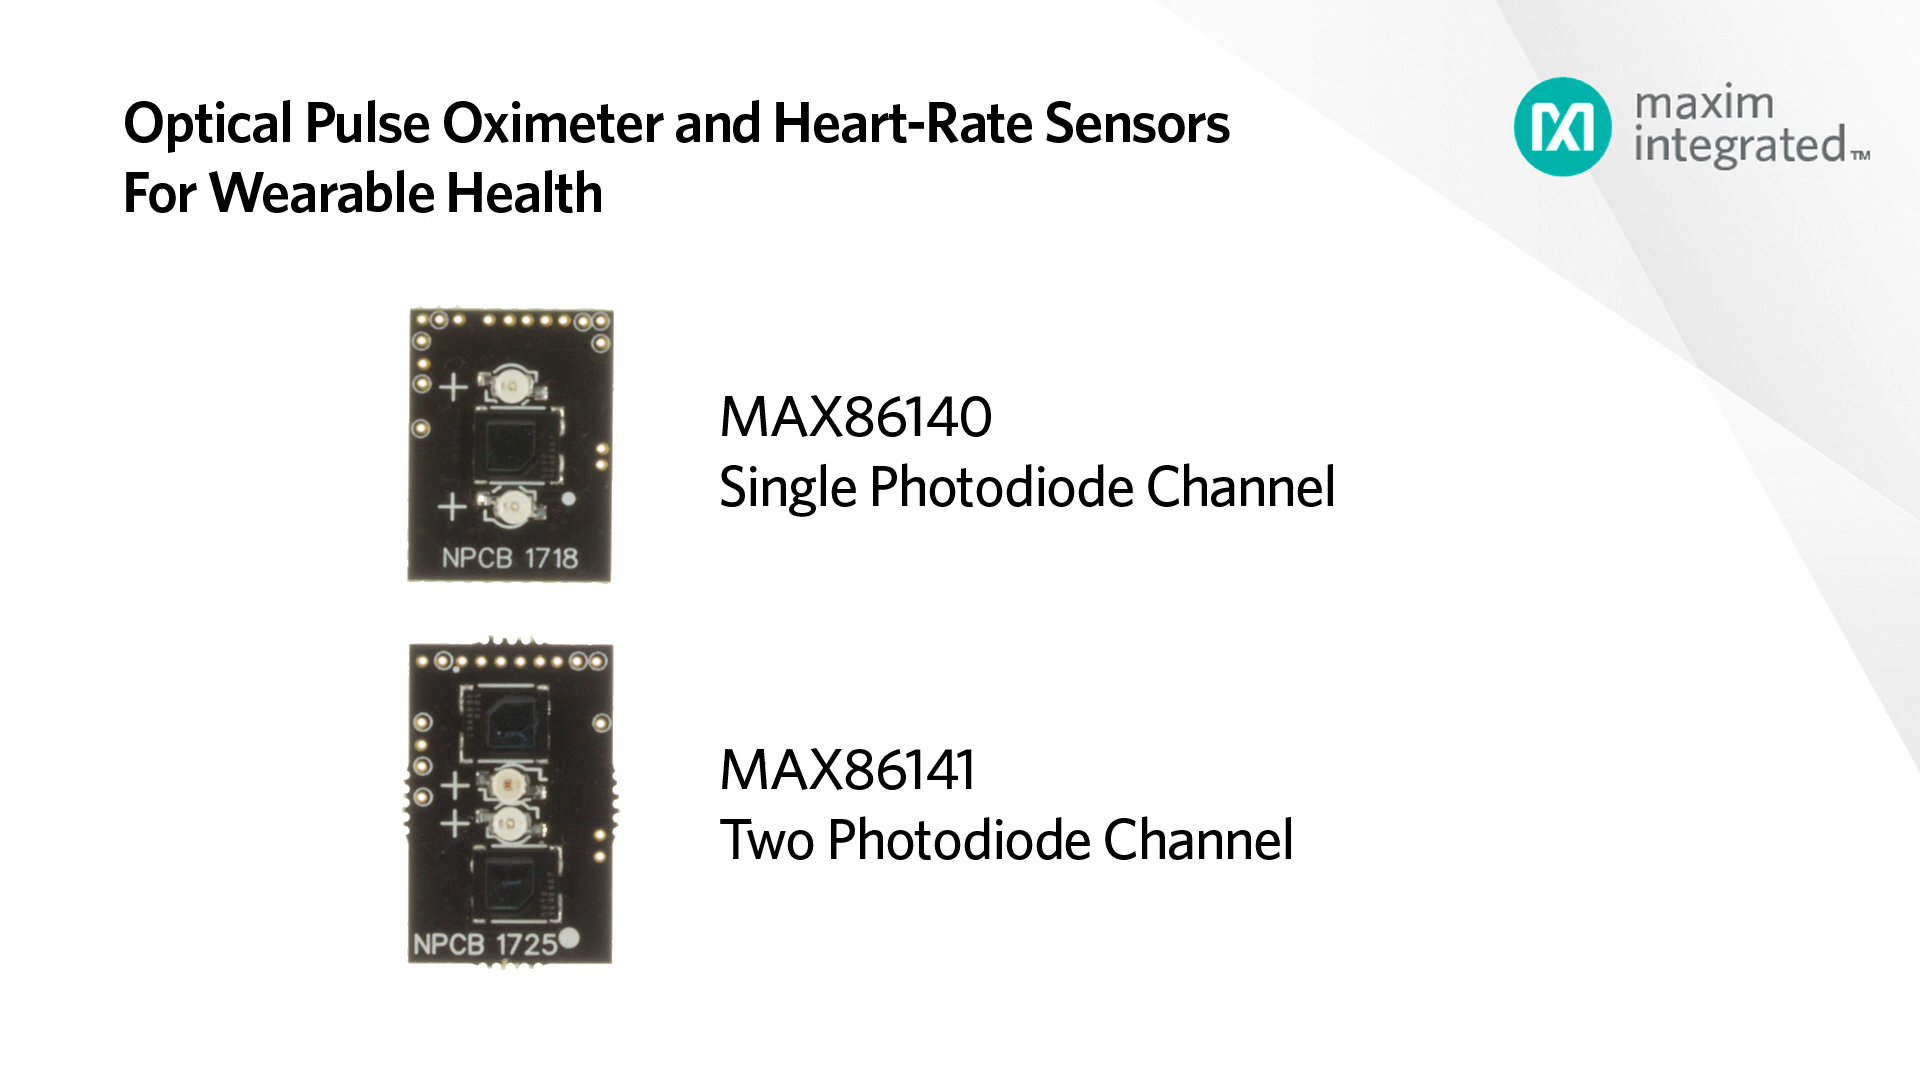 Optical Pulse Oximeter and Heart-Rate Sensors
For Wearable Health
maxim
integrated™
MAX86140
Single Photodiode Channel
NPCB 1718
MAX86141
Two Photodiode Channel
NPCB 1725